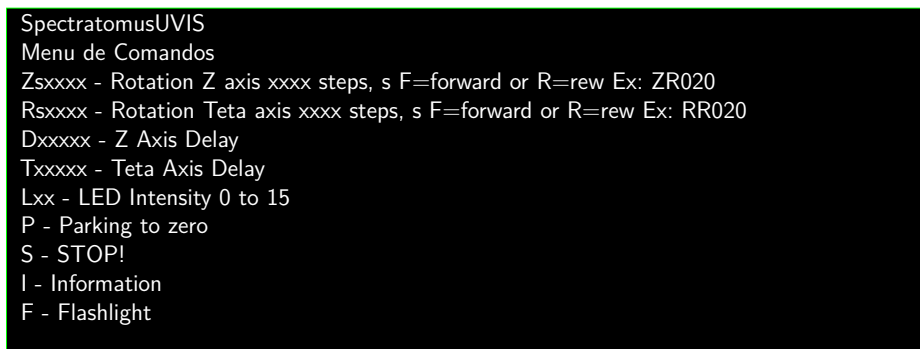 SpectratomusUVIS
Menu de Comandos
Zsxxxx - Rotation Z axis xxxx steps, s F=forward or R=rew Ex: ZR020
Rsxxxx - Rotation Teta axis xxxx steps, s F=forward or R=rew Ex: RR020
Dxxxxx - Z Axis Delay
Txxxxx - Teta Axis Delay
Lxx - LED Intensity 0 to 15
P - Parking to zero
S - STOP!
I - Information
F - Flashlight